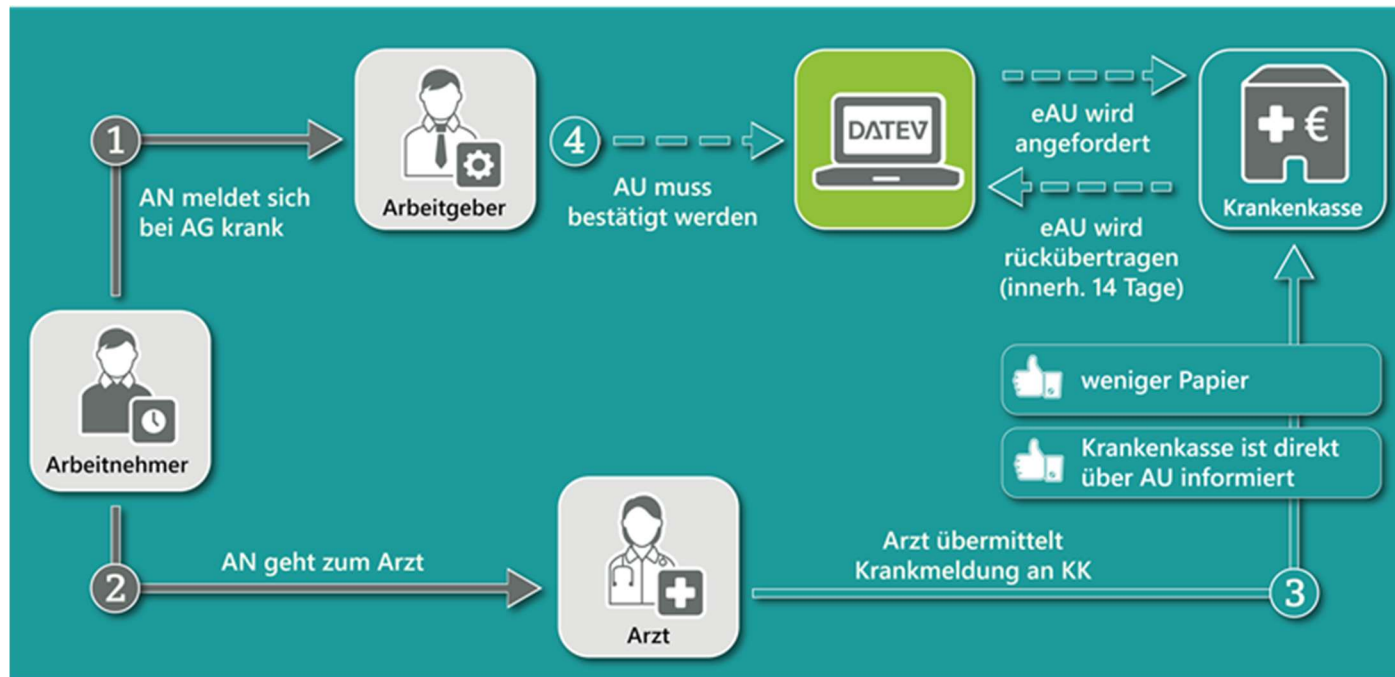 1
AN meldet sich
bei AG krank
Arbeitgeber
4
AU muss
bestätigt werden
DATEV
eAU wird
angefordert
eAU wird
rückübertragen
(innerh. 14 Tage)
€
Krankenkasse
Arbeitnehmer
weniger Papier
Krankenkasse ist direkt
über AU informiert
2
AN geht zum Arzt
Arzt
Arzt übermittelt
Krankmeldung an KK
3